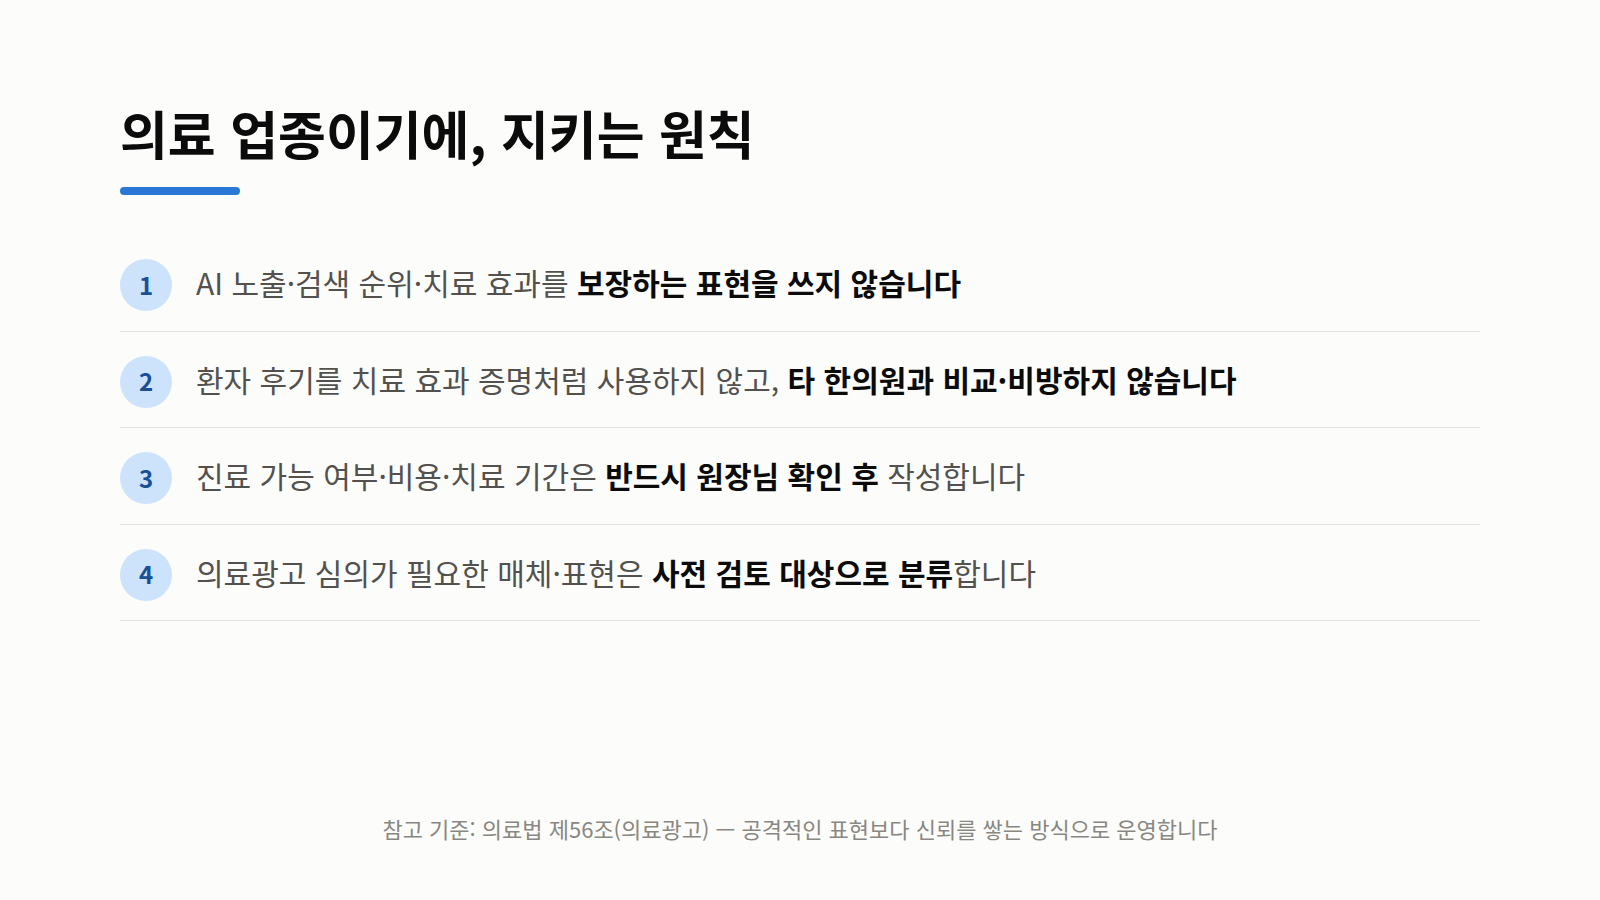 의료 업종이기에, 지키는 원칙
1 AI 노출·검색 순위·치료 효과를 보장하는 표현을 쓰지 않습니다
2 환자 후기를 치료 효과 증명처럼 사용하지 않고, 타 한의원과 비교·비방하지 않습니다
3 진료 가능 여부·비용·치료 기간은 반드시 원장님 확인 후 작성합니다
4 의료광고 심의가 필요한 매체·표현은 사전 검토 대상으로 분류합니다
참고 기준: 의료법 제56조(의료광고) — 공격적인 표현보다 신뢰를 쌓는 방식으로 운영합니다